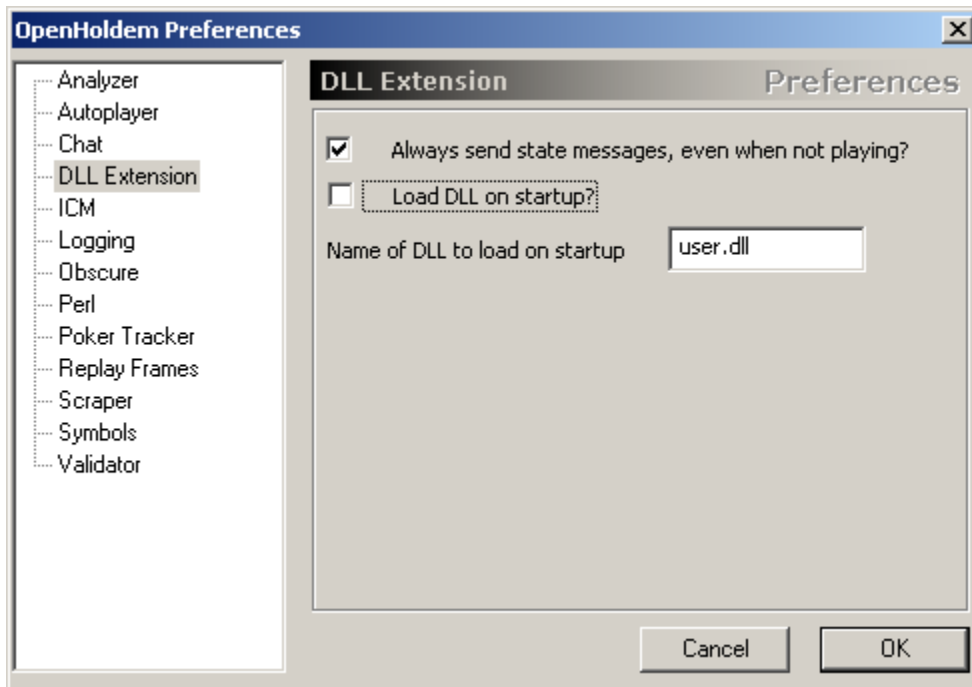 OpenHoldem Preferences
Analyzer
Autoplayer
Chat
DLL Extension
ICM
Logging
Obscure
Perl
Poker Tracker
Replay Frames
Scraper
Symbols
Validator
DLL Extension Preferences
Always send state messages, even when not playing?
Load DLL on startup?
Name of DLL to load on startup user.dll
Cancel OK